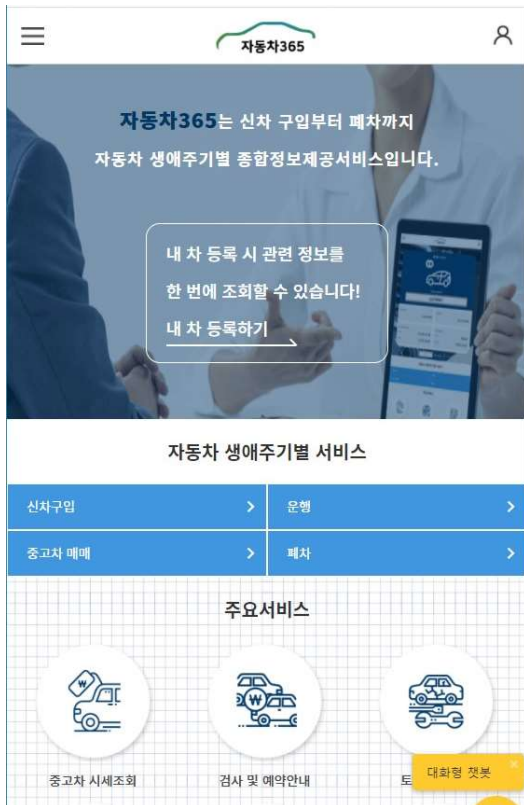 자동차365
자동차365는 신차 구입부터 폐차까지
자동차 생애주기별 종합정보제공서비스입니다.
내 차 등록 시 관련 정보를
한 번에 조회할 수 있습니다!
내 차 등록하기
자동차 생애주기별 서비스
신차구입
운행
중고차 매매
폐차
주요서비스
중고차 시세조회
검사 및 예약안내
대화형 챗봇